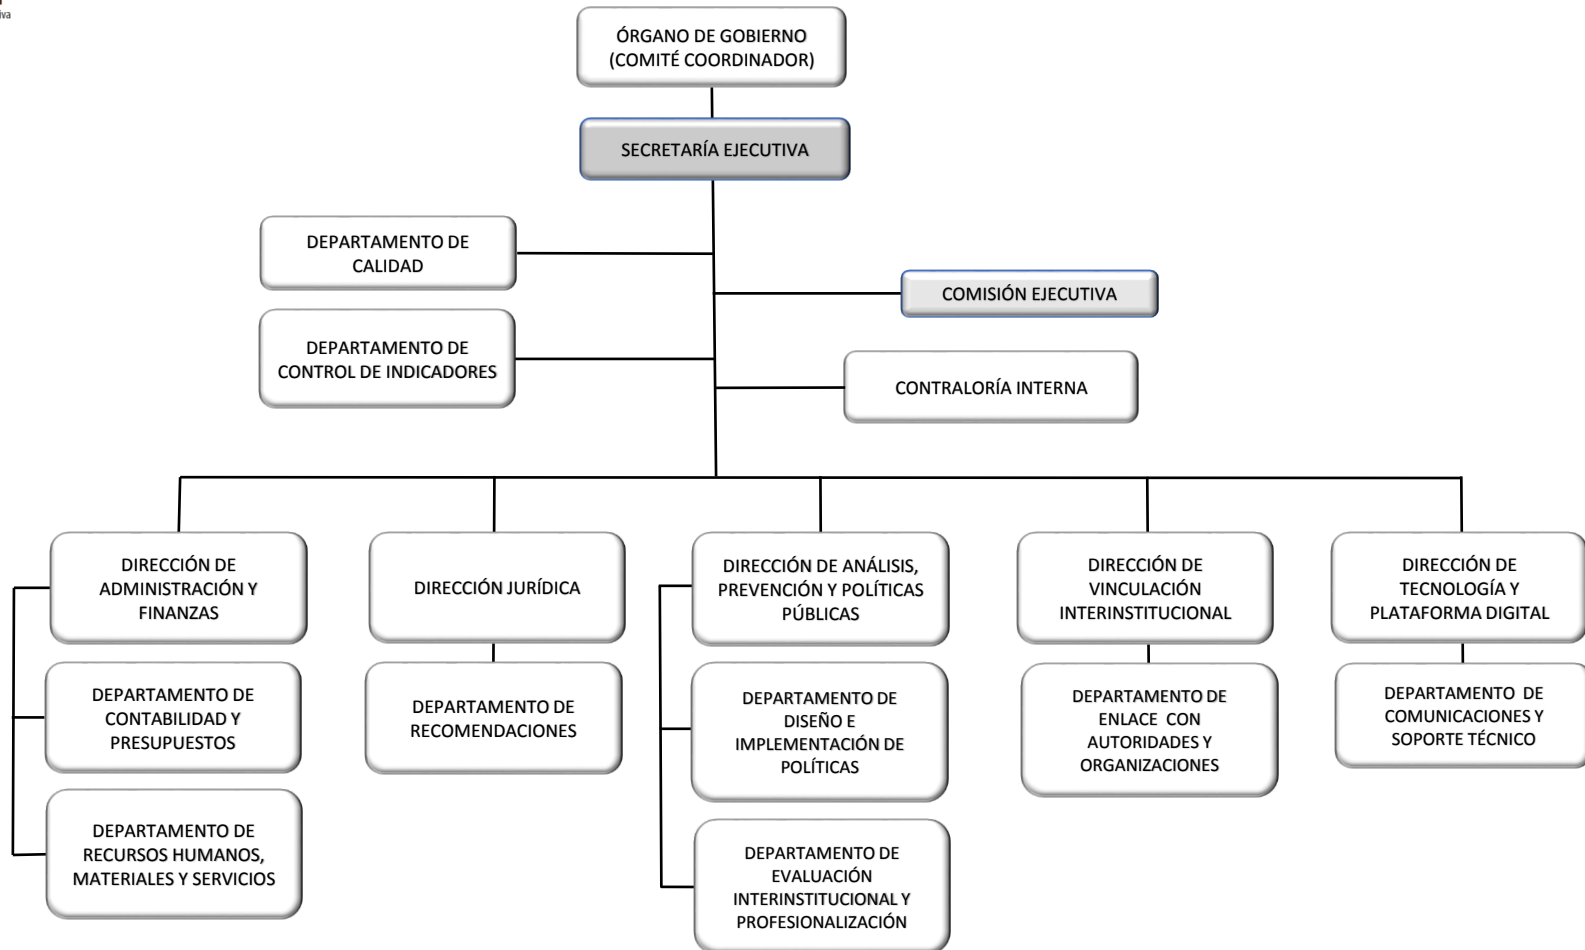 ÓRGANO DE GOBIERNO
(COMITÉ COORDINADOR)
SECRETARÍA EJECUTIVA
DEPARTAMENTO DE
CALIDAD
COMISIÓN EJECUTIVA
DEPARTAMENTO DE
CONTROL DE INDICADORES
CONTRALORÍA INTERNA
DIRECCIÓN DE
ADMINISTRACIÓN Y
FINANZAS
DIRECCIÓN JURÍDICA
DIRECCIÓN DE ANÁLISIS,
PREVENCIÓN Y POLÍTICAS
PÚBLICAS
DIRECCIÓN DE
VINCULACIÓN
INTERINSTITUCIONAL
DIRECCIÓN DE
TECNOLOGÍA Y
PLATAFORMA DIGITAL
DEPARTAMENTO DE
CONTABILIDAD Y
PRESUPUESTOS
DEPARTAMENTO DE
RECOMENDACIONES
DEPARTAMENTO DE
DISEÑO E
IMPLEMENTACIÓN DE
POLÍTICAS
DEPARTAMENTO DE
ENLACE CON
AUTORIDADES Y
ORGANIZACIONES
DEPARTAMENTO DE
COMUNICACIONES Y
SOPORTE TÉCNICO
DEPARTAMENTO DE
RECURSOS HUMANOS,
MATERIALES Y SERVICIOS
DEPARTAMENTO DE
EVALUACIÓN
INTERINSTITUCIONAL Y
PROFESIONALIZACIÓN